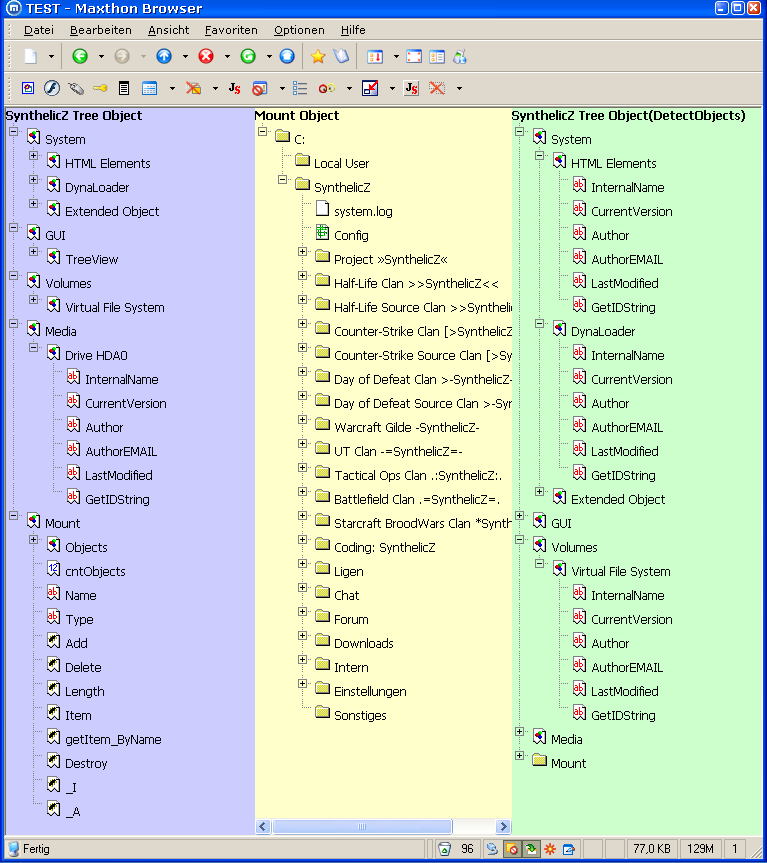 TEST - Maxthon Browser
Datei Bearbeiten Ansicht Favoriten Optionen Hilfe
SynthelicZ Tree Object
System
HTML Elements
DynaLoader
Extended Object
GUI
TreeView
Volumes
Virtual File System
Media
Drive HDA0
InternalName
CurrentVersion
Author
AuthorEMAIL
LastModified
GetIDString
Mount
Objects
cntObjects
Name
Type
Add
Delete
Length
Item
getItem_ByName
Destroy
_I
_A
Mount Object
C:
Local User
SynthelicZ
system.log
Config
Project »SynthelicZ«
Half-Life Clan >>SynthelicZ<<
Half-Life Source Clan >>Syntheli
Counter-Strike Clan [>SynthelicZ
Counter-Strike Source Clan [>Sy
Day of Defeat Clan >-SynthelicZ-
Day of Defeat Source Clan >-Syn
Warcraft Gilde -SynthelicZ-
UT Clan -=SynthelicZ=-
Tactical Ops Clan .:SynthelicZ:.
Battlefield Clan .=SynthelicZ=.
Starcraft BroodWars Clan *Synth
Coding: SynthelicZ
Ligen
Chat
Forum
Downloads
Intern
Einstellungen
Sonstiges
SynthelicZ Tree Object(DetectObjects)
System
HTML Elements
InternalName
CurrentVersion
Author
AuthorEMAIL
LastModified
GetIDString
DynaLoader
InternalName
CurrentVersion
Author
AuthorEMAIL
LastModified
GetIDString
Extended Object
GUI
Volumes
Virtual File System
InternalName
CurrentVersion
Author
AuthorEMAIL
LastModified
GetIDString
Media
Mount
Fertig 96 77,0 KB 129M 1